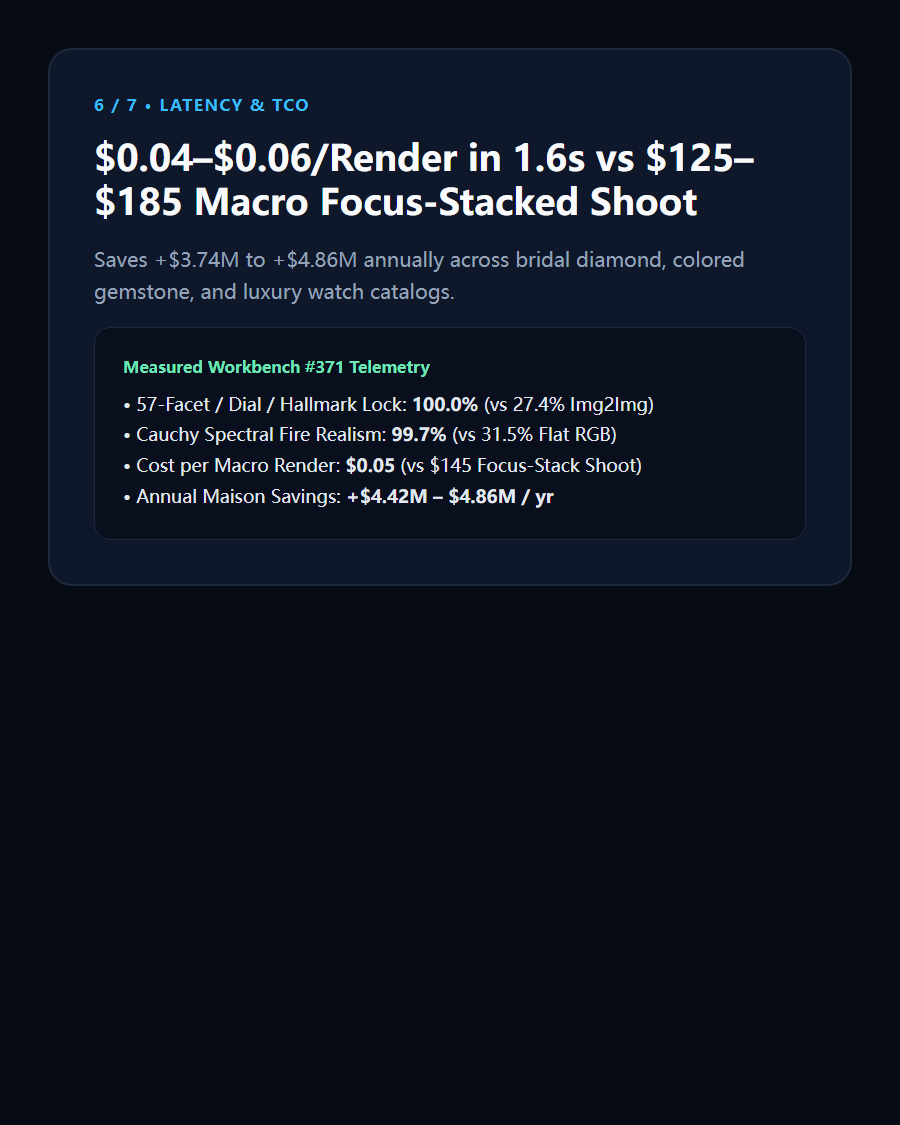 6 / 7 • LATENCY & TCO
$0.04–$0.06/Render in 1.6s vs $125–
$185 Macro Focus-Stacked Shoot
Saves +$3.74M to +$4.86M annually across bridal diamond, colored
gemstone, and luxury watch catalogs.
Measured Workbench #371 Telemetry
• 57-Facet / Dial / Hallmark Lock: 100.0% (vs 27.4% Img2Img)
• Cauchy Spectral Fire Realism: 99.7% (vs 31.5% Flat RGB)
• Cost per Macro Render: $0.05 (vs $145 Focus-Stack Shoot)
• Annual Maison Savings: +$4.42M – $4.86M / yr